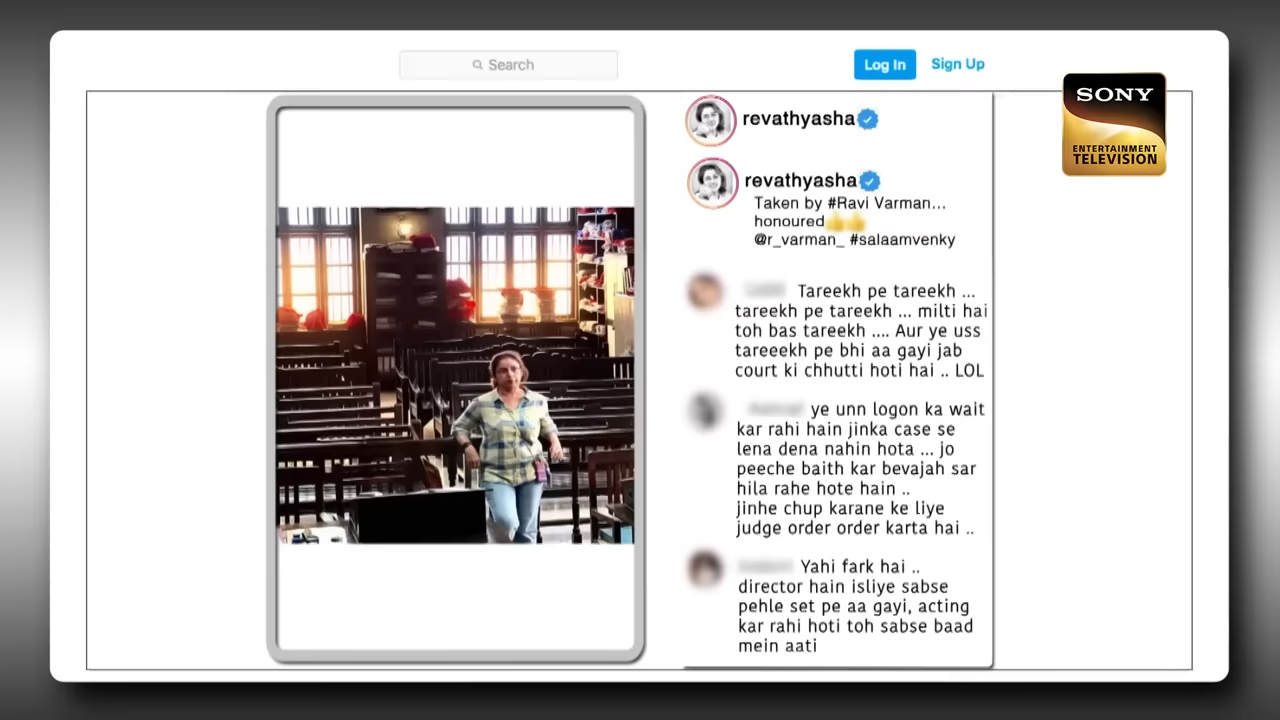 Search
Log In
Sign Up
SONY
ENTERTAINMENT
TELEVISION
revathyasha
revathyasha
Taken by #Ravi Varman...
honoured👍👍
@r_varman_ #salaamvenky
Tareekh pe tareekh ...
tareekh pe tareekh ... milti hai
toh bas tareekh .... Aur ye uss
tareeekh pe bhi aa gayi jab
court ki chhutti hoti hai .. LOL
ye unn logon ka wait
kar rahi hain jinka case se
lena dena nahin hota ... jo
peeche baith kar bevajah sar
hila rahe hote hain ..
jinhe chup karane ke liye
judge order order karta hai ..
Yahi fark hai ..
director hain isliye sabse
pehle set pe aa gayi, acting
kar rahi hoti toh sabse baad
mein aati